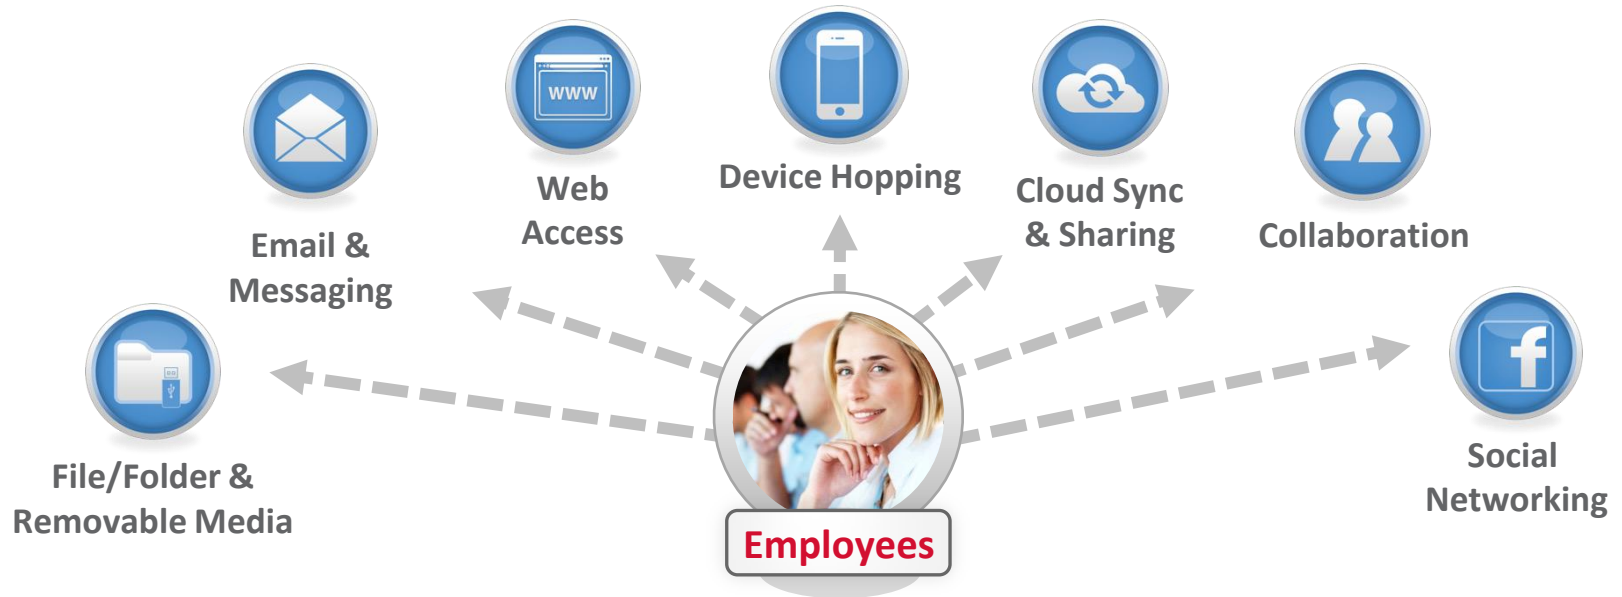 File/Folder &
Removable Media
Email &
Messaging
www
Web
Access
Device Hopping
Cloud Sync
& Sharing
Collaboration
f
Social
Networking
Employees